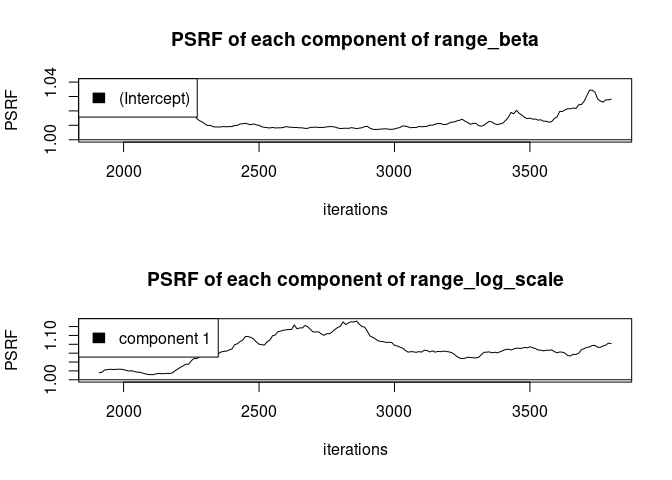 PSRF of each component of range_beta
PSRF
1.04
1.00
(Intercept)
2000 2500 3000 3500
iterations
PSRF of each component of range_log_scale
PSRF
1.10
1.00
component 1
2000 2500 3000 3500
iterations